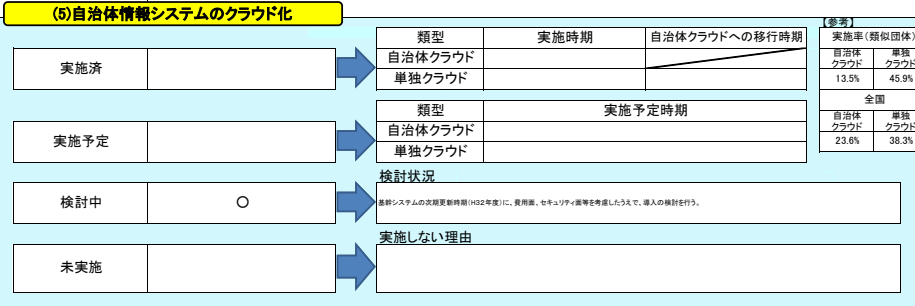 (5)自治体情報システムのクラウド化
【参考】
類型 実施時期 自治体クラウドへの移行時期
実施率(類似団体)
実施済
自治体クラウド
単独クラウド
自治体クラウド 単独クラウド
13.5% 45.9%
全国
自治体クラウド 単独クラウド
23.6% 38.3%
類型 実施予定時期
実施予定
自治体クラウド
単独クラウド
検討状況
検討中 ○
基幹システムの次期更新時期(H32年度)に、費用面、セキュリティ面等を考慮したうえで、導入の検討を行う。
実施しない理由
未実施